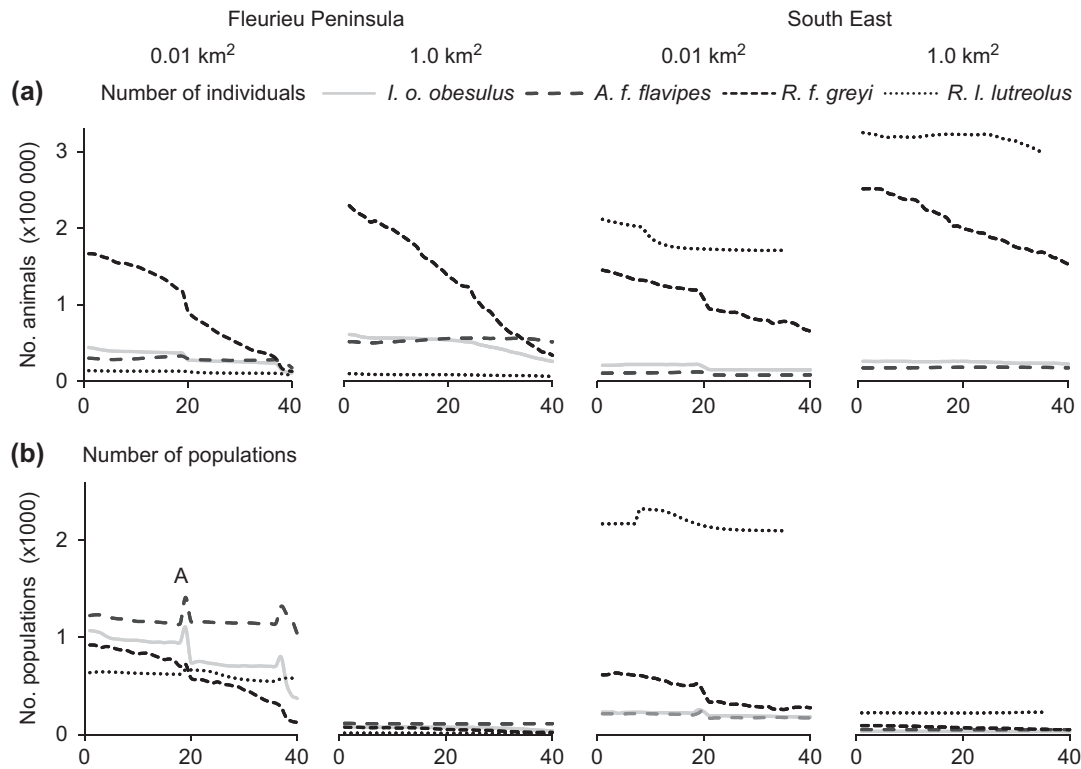 Fleurieu Peninsula South East
0.01 km² 1.0 km² 0.01 km² 1.0 km²
(a) Number of individuals I. o. obesulus A. f. flavipes R. f. greyi R. l. lutreolus
No. animals (x100 000)
3
2
1
0
0 20 40 0 20 40 0 20 40 0 20 40
(b) Number of populations
No. populations (x1000)
2
A
1
0
0 20 40 0 20 40 0 20 40 0 20 40